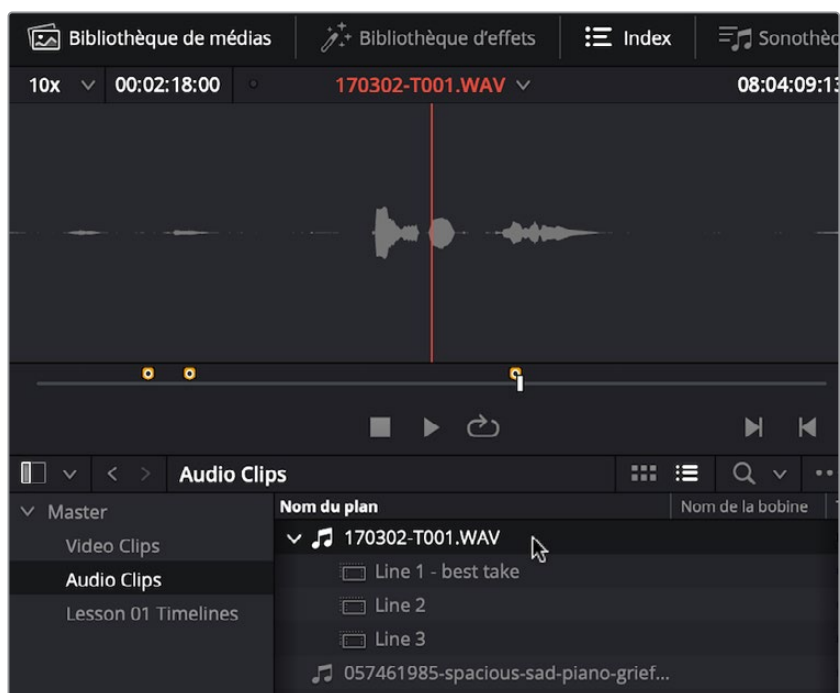 Bibliothèque de médias Bibliothèque d'effets Index Sonothèc
10x 00:02:18:00 170302-T001.WAV 08:04:09:13
Audio Clips
Master
Video Clips
Audio Clips
Lesson 01 Timelines
Nom du plan Nom de la bobine
170302-T001.WAV
Line 1 - best take
Line 2
Line 3
057461985-spacious-sad-piano-grief...